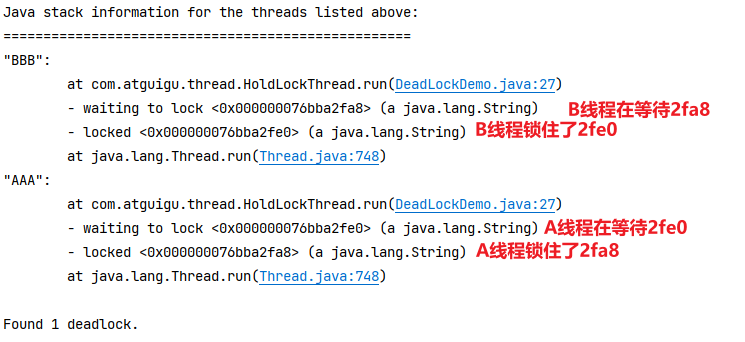 Java stack information for the threads listed above:
===================================================
"BBB":
        at com.atguigu.thread.HoldLockThread.run(DeadLockDemo.java:27)
        - waiting to lock <0x000000076bba2fa8> (a java.lang.String) B线程在等待2fa8
        - locked <0x000000076bba2fe0> (a java.lang.String) B线程锁住了2fe0
        at java.lang.Thread.run(Thread.java:748)
"AAA":
        at com.atguigu.thread.HoldLockThread.run(DeadLockDemo.java:27)
        - waiting to lock <0x000000076bba2fe0> (a java.lang.String) A线程在等待2fe0
        - locked <0x000000076bba2fa8> (a java.lang.String) A线程锁住了2fa8
        at java.lang.Thread.run(Thread.java:748)

Found 1 deadlock.